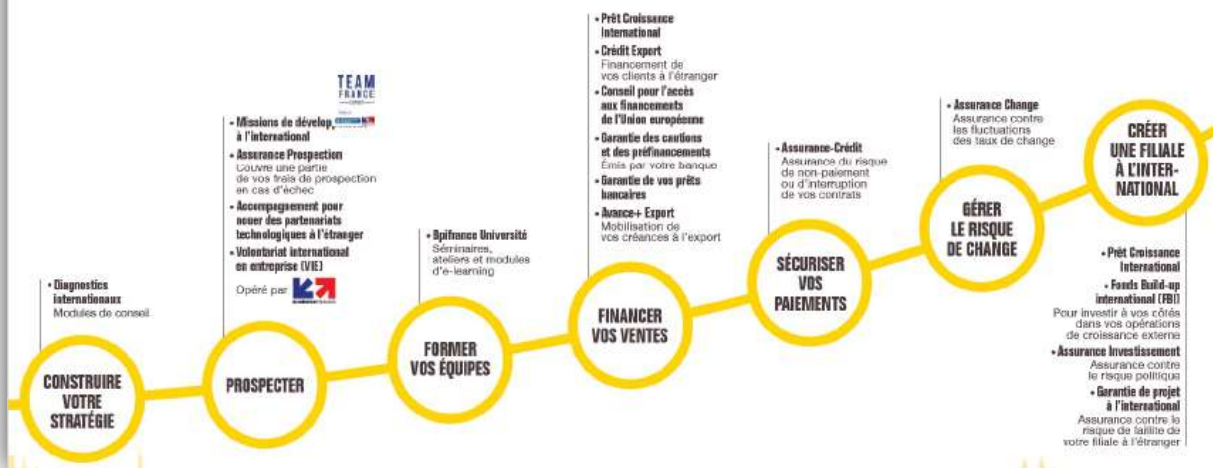 • Diagnostics
internationaux
Modules de conseil
CONSTRUIRE
VOTRE
STRATÉGIE
TEAM
FRANCE
EXPORT
• Missions de dévelop
à l'international
• Assurance Prospection
Couvre une partie
de vos frais de prospection
en cas d'échec
• Accompagnement pour
nouer des partenariats
technologiques à l'étranger
• Volontariat international
en entreprise (VIE)
Opéré par
PROSPECTER
• Bpifrance Université
Séminaires,
ateliers et modules
d'e-learning
FORMER
VOS ÉQUIPES
• Prêt Croissance
International
• Crédit Export
Financement de
vos clients à l'étranger
• Conseil pour l'accès
aux financements
de l'Union européenne
• Garantie des cautions
et des préfinancements
Émis par votre banque
• Garantie de vos prêts
bancaires
• Avance+ Export
Mobilisation de
vos créances à l'export
FINANCER
VOS VENTES
• Assurance-Crédit
Assurance du risque
de non-paiement
ou d'interruption
de vos contrats
SÉCURISER
VOS
PAIEMENTS
• Assurance Change
Assurance contre
les fluctuations
des taux de change
GÉRER
LE RISQUE
DE CHANGE
CRÉER
UNE FILIALE
À L'INTER-
NATIONAL
• Prêt Croissance
International
• Fonds Build-up
international (FBI)
Pour investir à vos côtés
dans vos opérations
de croissance externe
• Assurance Investissement
Assurance contre
le risque politique
• Garantie de projet
à l'international
Assurance contre le
risque de faillite de
votre filiale à l'étranger